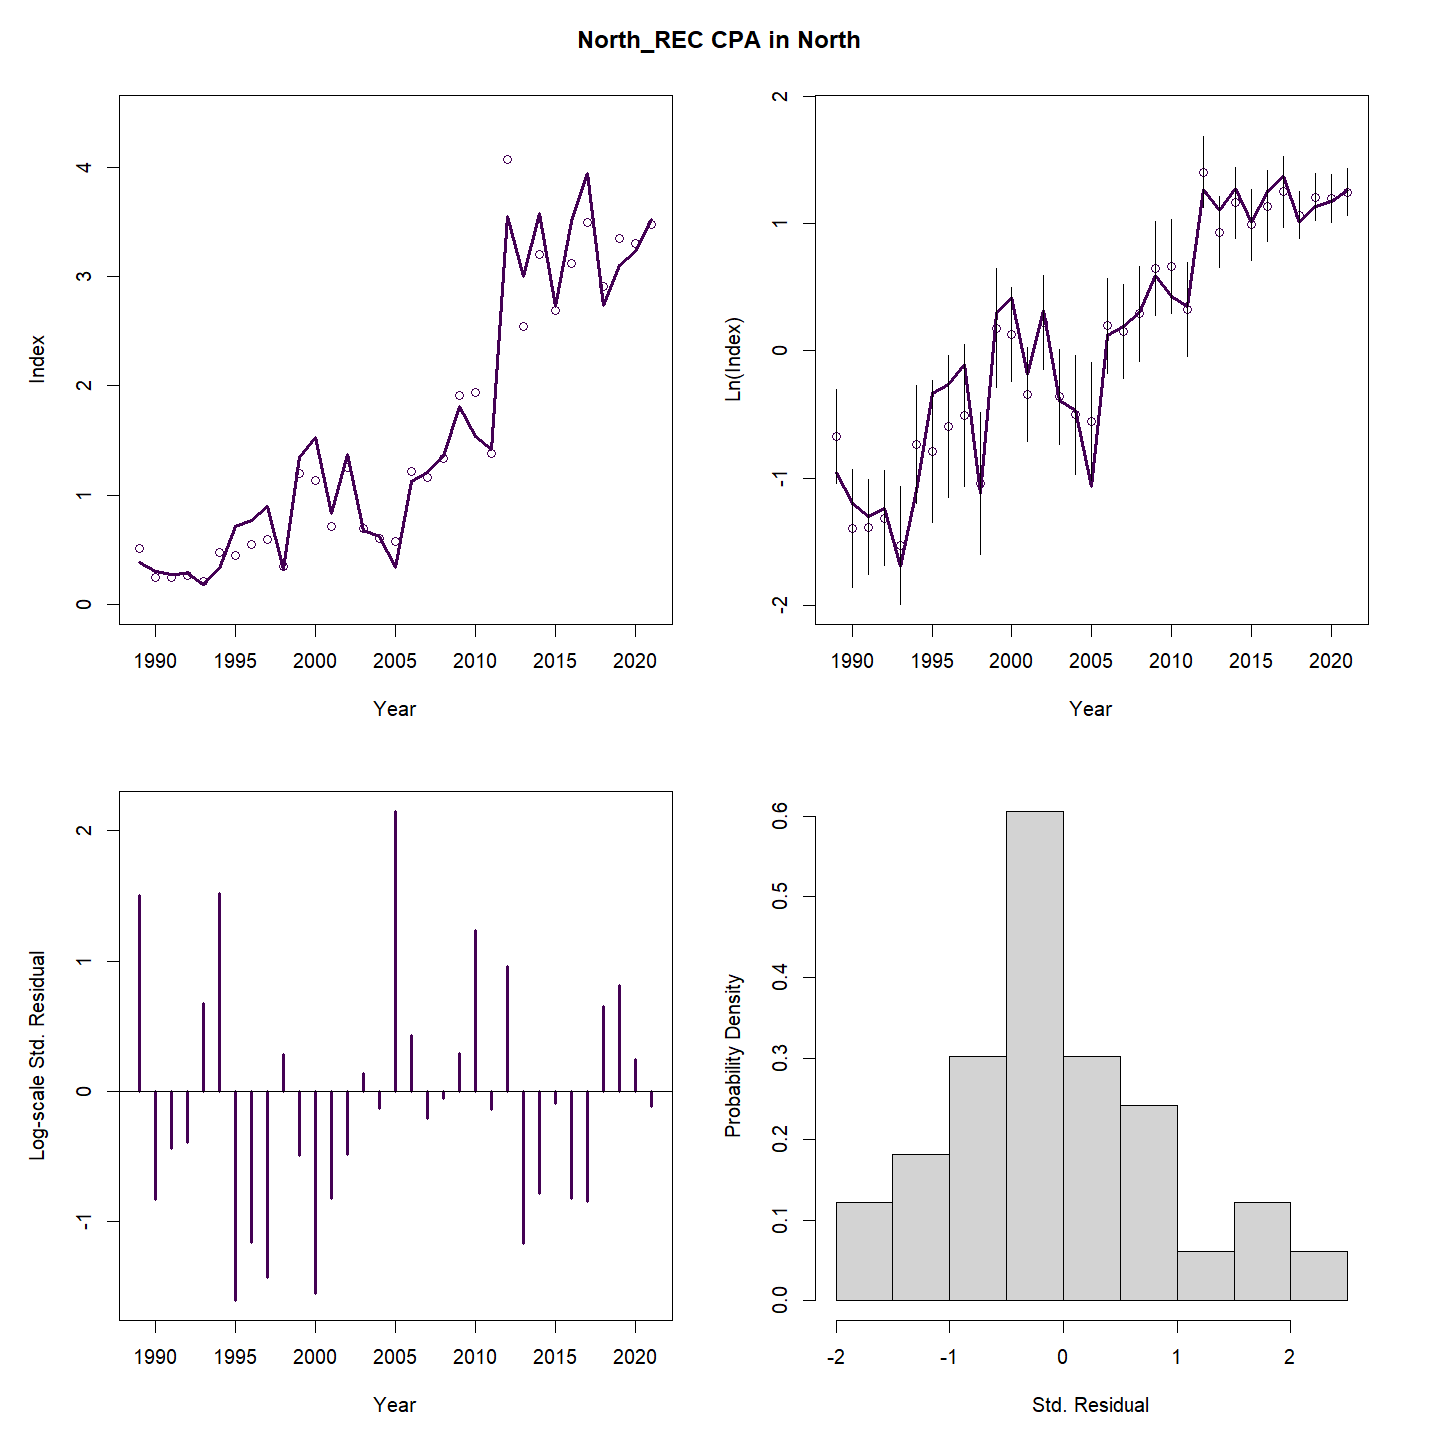 North_REC CPA in North
Index
4
3
2
1
0
1990 1995 2000 2005 2010 2015 2020
Year
Ln(Index)
2
1
0
-1
-2
1990 1995 2000 2005 2010 2015 2020
Year
Log-scale Std. Residual
2
1
0
-1
1990 1995 2000 2005 2010 2015 2020
Year
Probability Density
0.6
0.5
0.4
0.3
0.2
0.1
0.0
-2 -1 0 1 2
Std. Residual